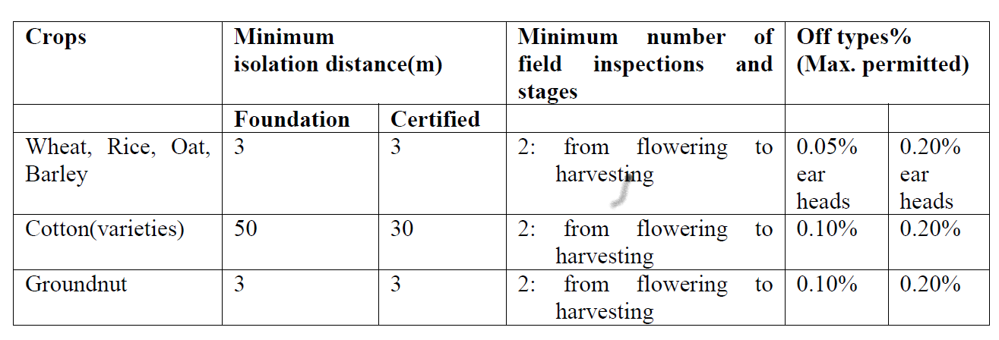 Crops
Minimum
isolation distance(m)
Minimum number of
field inspections and
stages
Off types%
(Max. permitted)
Foundation
Certified
Wheat, Rice, Oat,
Barley
3
3
2: from flowering to
harvesting
0.05%
ear
heads
0.20%
ear
heads
Cotton(varieties)
50
30
2: from flowering to
harvesting
0.10%
0.20%
Groundnut
3
3
2: from flowering to
harvesting
0.10%
0.20%